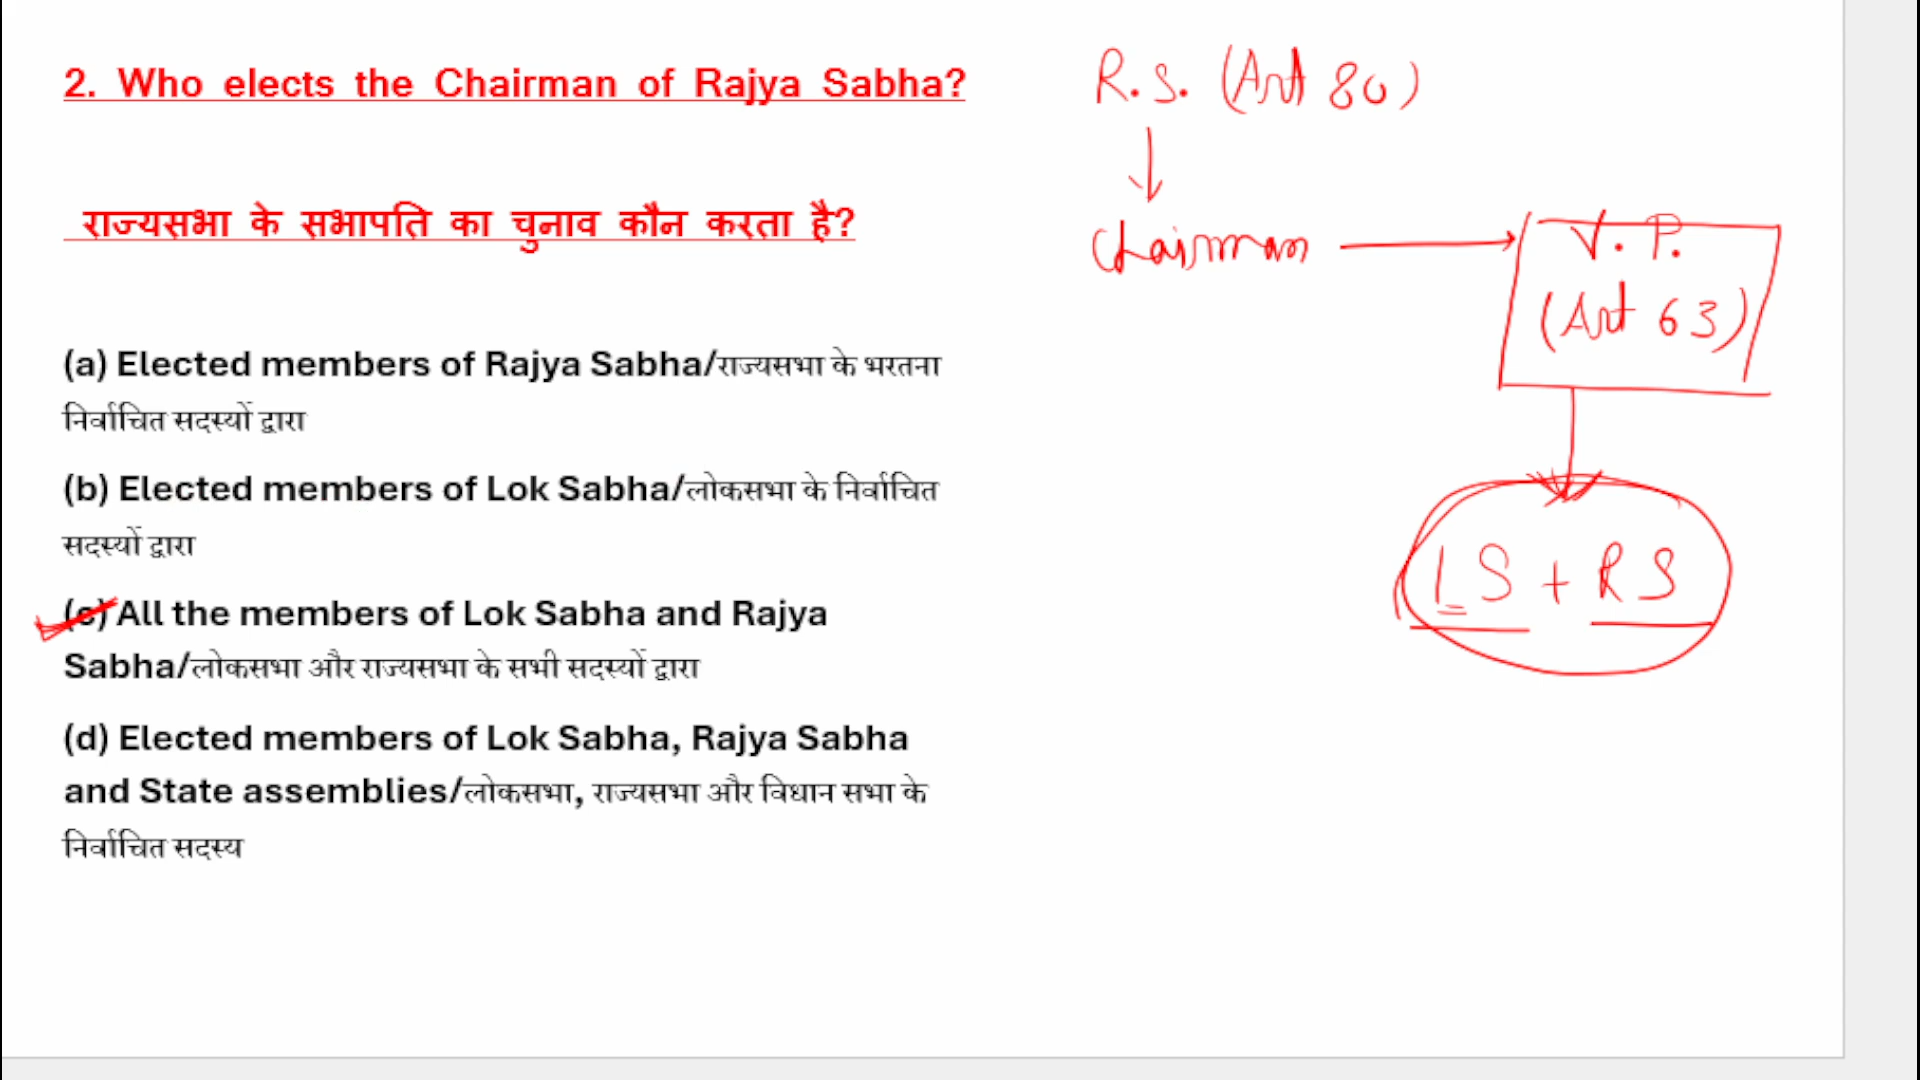 2. Who elects the Chairman of Rajya Sabha?
राज्यसभा के सभापति का चुनाव कौन करता है?
(a) Elected members of Rajya Sabha/राज्यसभा के भरतना
निर्वाचित सदस्यों द्वारा
(b) Elected members of Lok Sabha/लोकसभा के निर्वाचित
सदस्यों द्वारा
(c) All the members of Lok Sabha and Rajya
Sabha/लोकसभा और राज्यसभा के सभी सदस्यों द्वारा
(d) Elected members of Lok Sabha, Rajya Sabha
and State assemblies/लोकसभा, राज्यसभा और विधान सभा के
निर्वाचित सदस्य
R.S. (Art 80)
Chairman
V.P.
(Art 63)
LS + RS